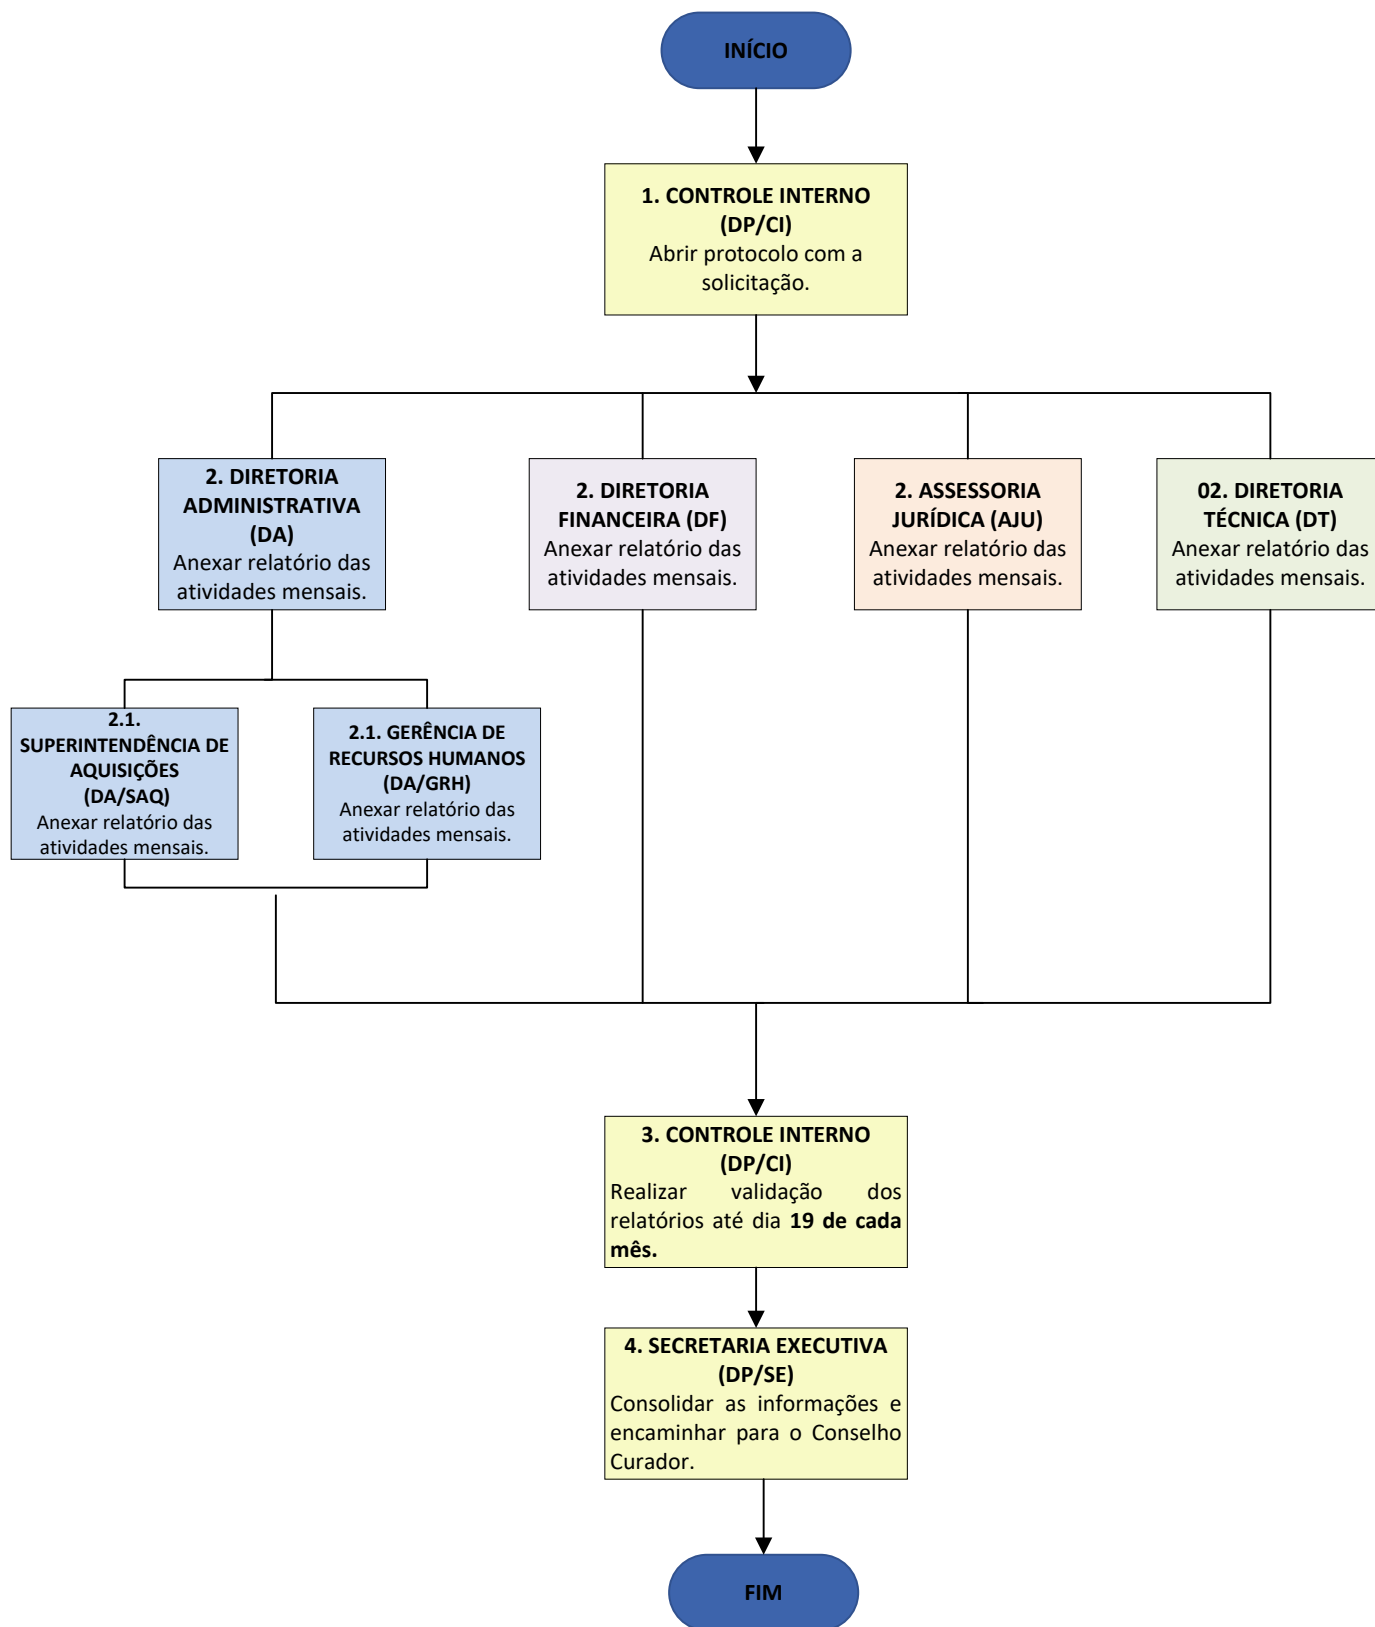 INÍCIO
1. CONTROLE INTERNO
(DP/CI)
Abrir protocolo com a
solicitação.
2. DIRETORIA
ADMINISTRATIVA
(DA)
Anexar relatório das
atividades mensais.
2. DIRETORIA
FINANCEIRA (DF)
Anexar relatório das
atividades mensais.
2. ASSESSORIA
JURÍDICA (AJU)
Anexar relatório das
atividades mensais.
02. DIRETORIA
TÉCNICA (DT)
Anexar relatório das
atividades mensais.
2.1.
SUPERINTENDÊNCIA DE
AQUISIÇÕES
(DA/SAQ)
Anexar relatório das
atividades mensais.
2.1. GERÊNCIA DE
RECURSOS HUMANOS
(DA/GRH)
Anexar relatório das
atividades mensais.
3. CONTROLE INTERNO
(DP/CI)
Realizar validação dos
relatórios até dia 19 de cada
mês.
4. SECRETARIA EXECUTIVA
(DP/SE)
Consolidar as informações e
encaminhar para o Conselho
Curador.
FIM